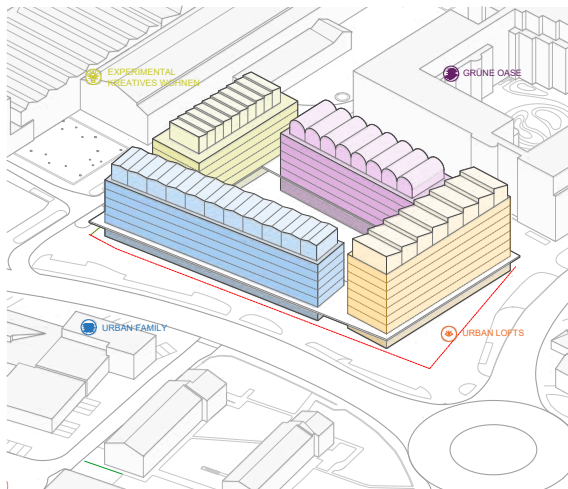 EXPERIMENTAL
KREATIVES WOHNEN
GRÜNE OASE
URBAN FAMILY
URBAN LOFTS